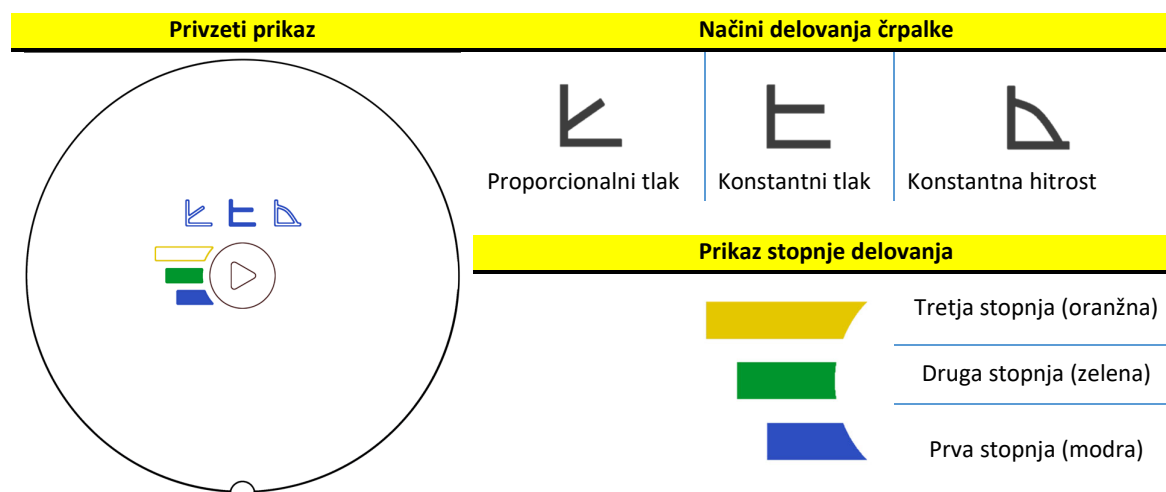 Privzeti prikaz
Načini delovanja črpalke
Proporcionalni tlak
Konstantni tlak
Konstantna hitrost
Prikaz stopnje delovanja
Tretja stopnja (oranžna)
Druga stopnja (zelena)
Prva stopnja (modra)